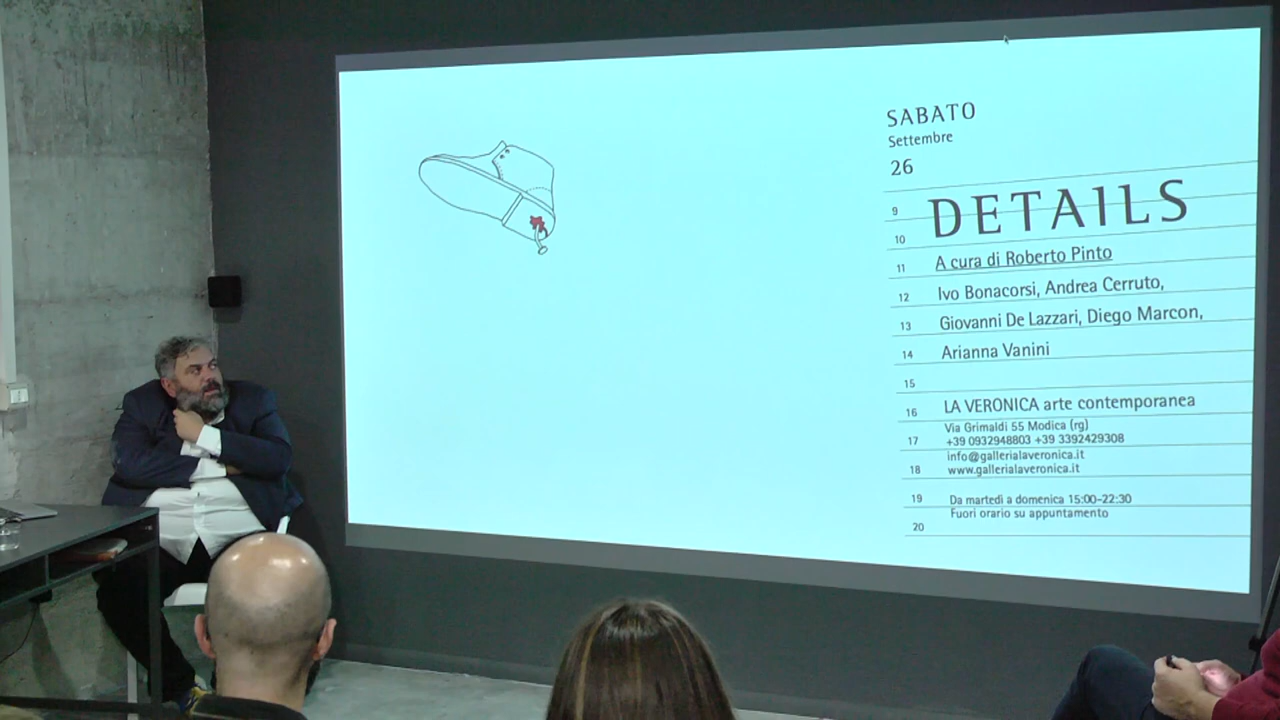 SABATO
Settembre
26
9
DETAILS
10
11 A cura di Roberto Pinto
12 Ivo Bonacorsi, Andrea Cerruto,
13 Giovanni De Lazzari, Diego Marcon,
14 Arianna Vanini
15
16 LA VERONICA arte contemporanea
Via Grimaldi 55 Modica (rg)
17 +39 0932948803 +39 3392429308
info@gallerialaveronica.it
18 www.gallerialaveronica.it
19 Da martedì a domenica 15:00-22:30
Fuori orario su appuntamento
20